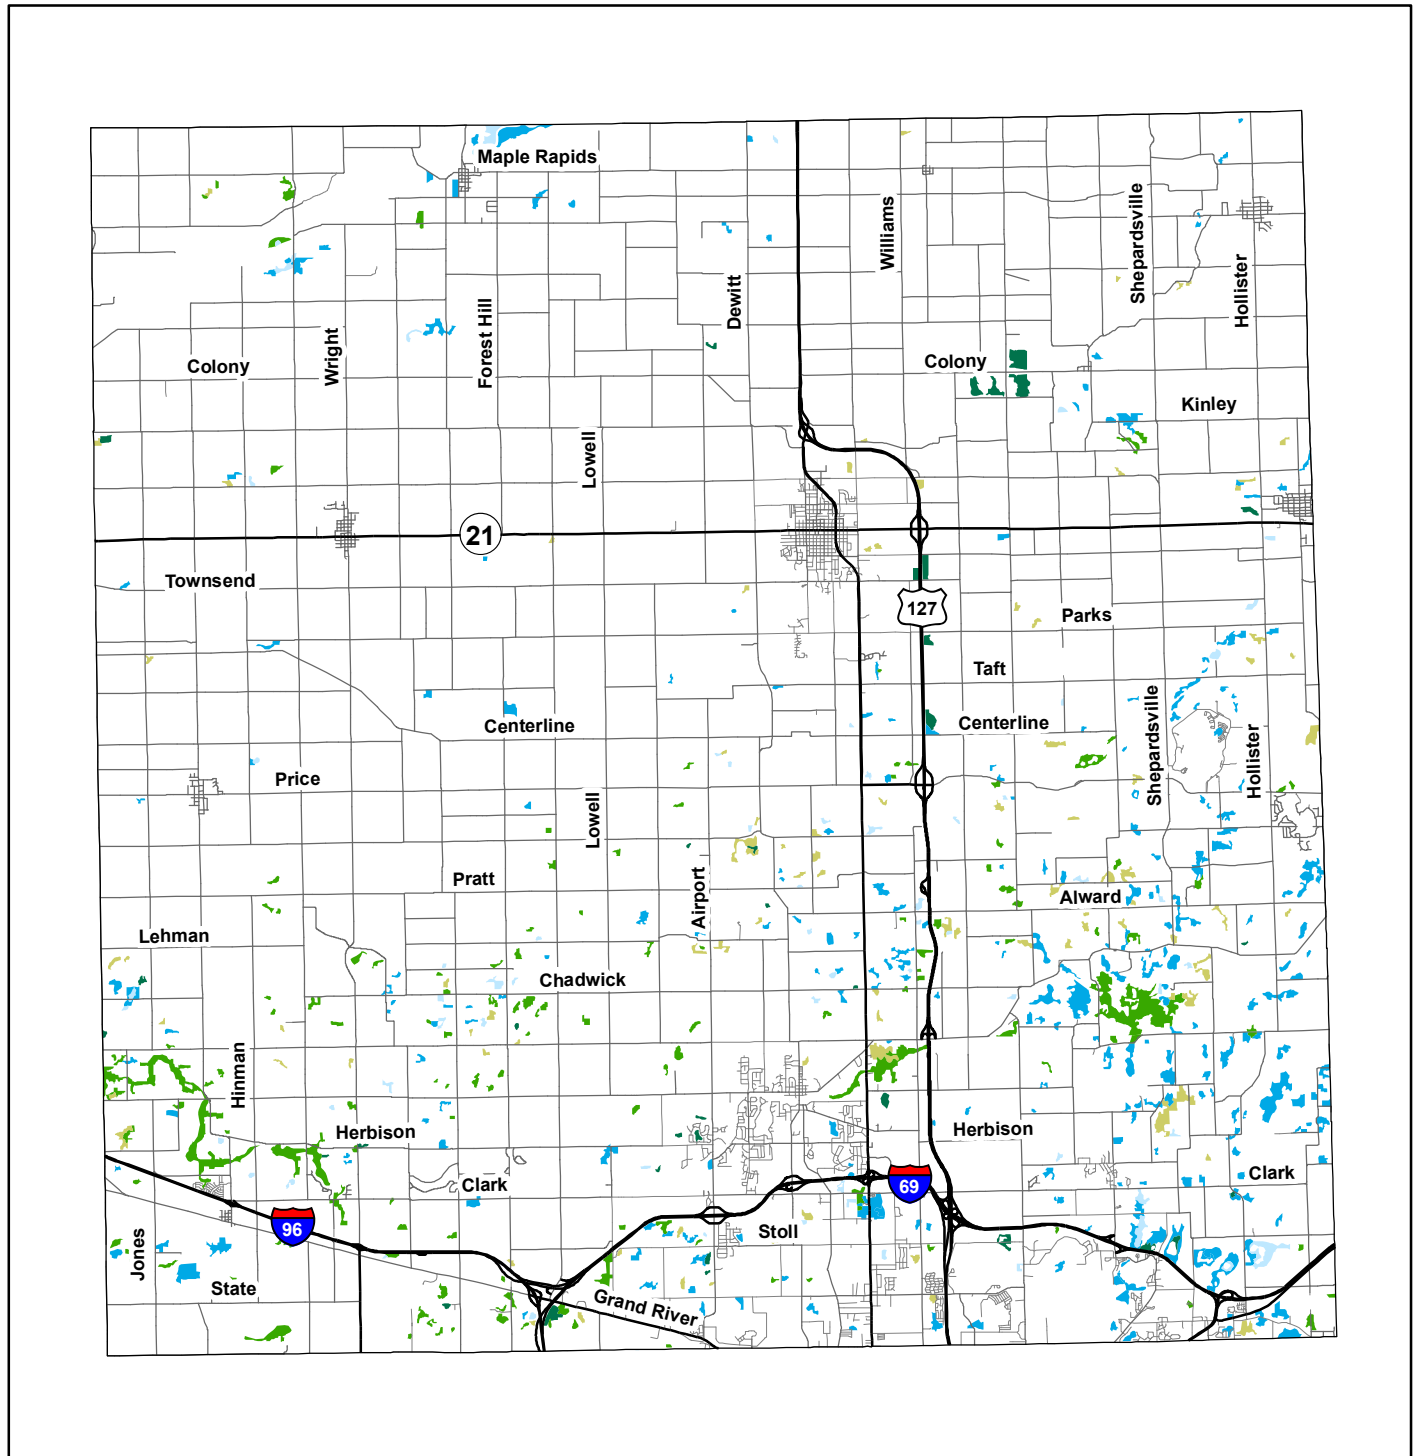 Maple Rapids
Williams
Shepardsville
Hollister
Dewitt
Forest Hill
Wright
Colony
Colony
Kinley
Lowell
21
Townsend
127
Parks
Taft
Centerline
Centerline
Shepardsville
Hollister
Price
Lowell
Pratt
Airport
Alward
Lehman
Chadwick
Hinman
Herbison
Herbison
Clark
Clark
69
96
Stoll
Jones
State
Grand River